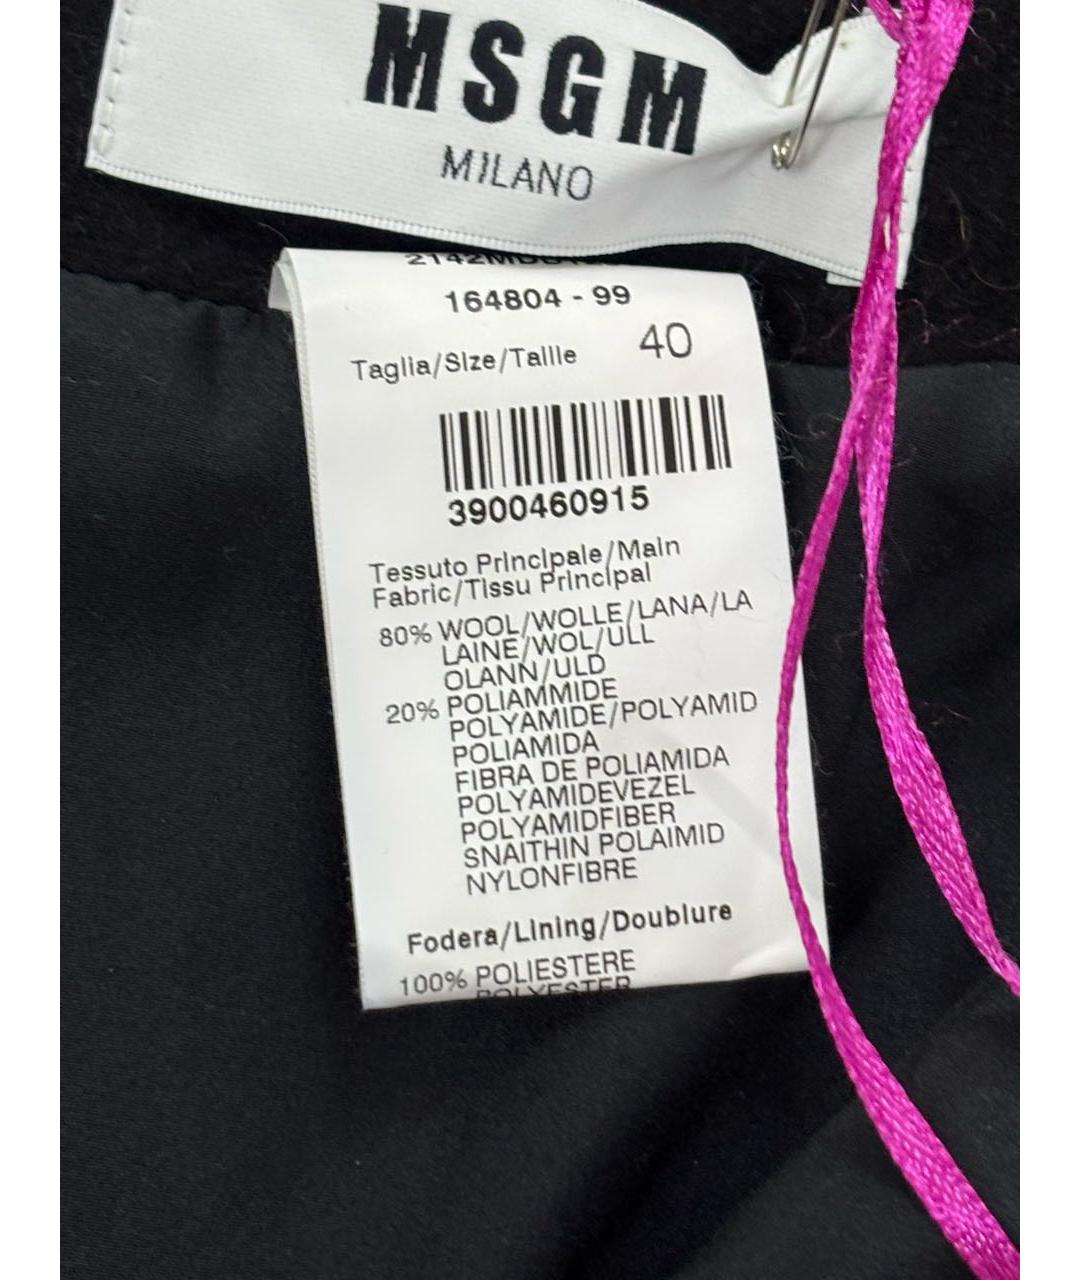 MSGM
MILANO
164804 - 99
Taglia/Size/Taille 40
3900460915
Tessuto Principale/Main
Fabric/Tissu Principal
80% WOOL/WOLLE/LANA/LA
LAINE/WOL/ULL
OLANN/ULD
20% POLIAMMIDE
POLYAMIDE/POLYAMID
POLIAMIDA
FIBRA DE POLIAMIDA
POLYAMIDEVEZEL
POLYAMIDFIBER
SNAITHIN POLAIMID
NYLONFIBRE
Fodera/Lining/Doublure
100% POLIESTERE
POLYESTER